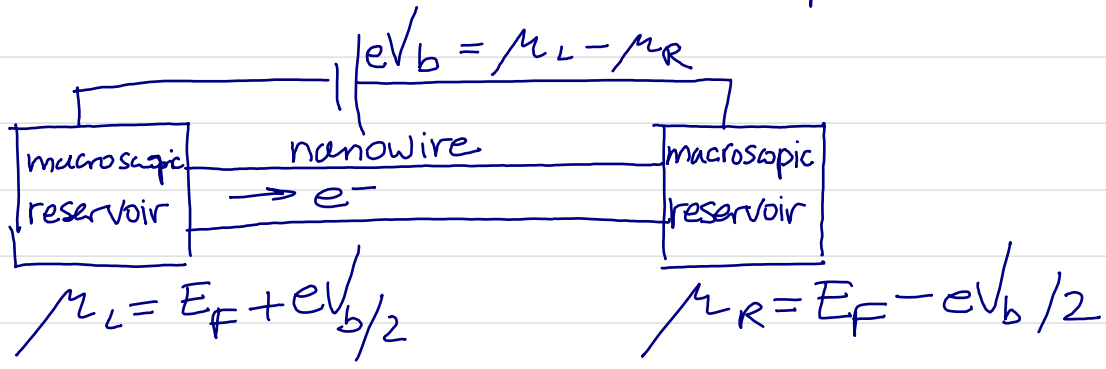 eV_b = μ_L - μ_R
nanowire
macroscopic
reservoir
→ e⁻
macroscopic
reservoir
μ_L = E_F + eV_b/2
μ_R = E_F - eV_b/2